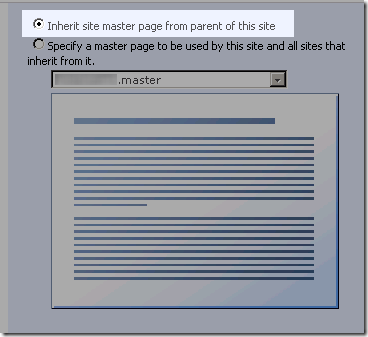 Inherit site master page from parent of this site
Specify a master page to be used by this site and all sites that
inherit from it.
.master